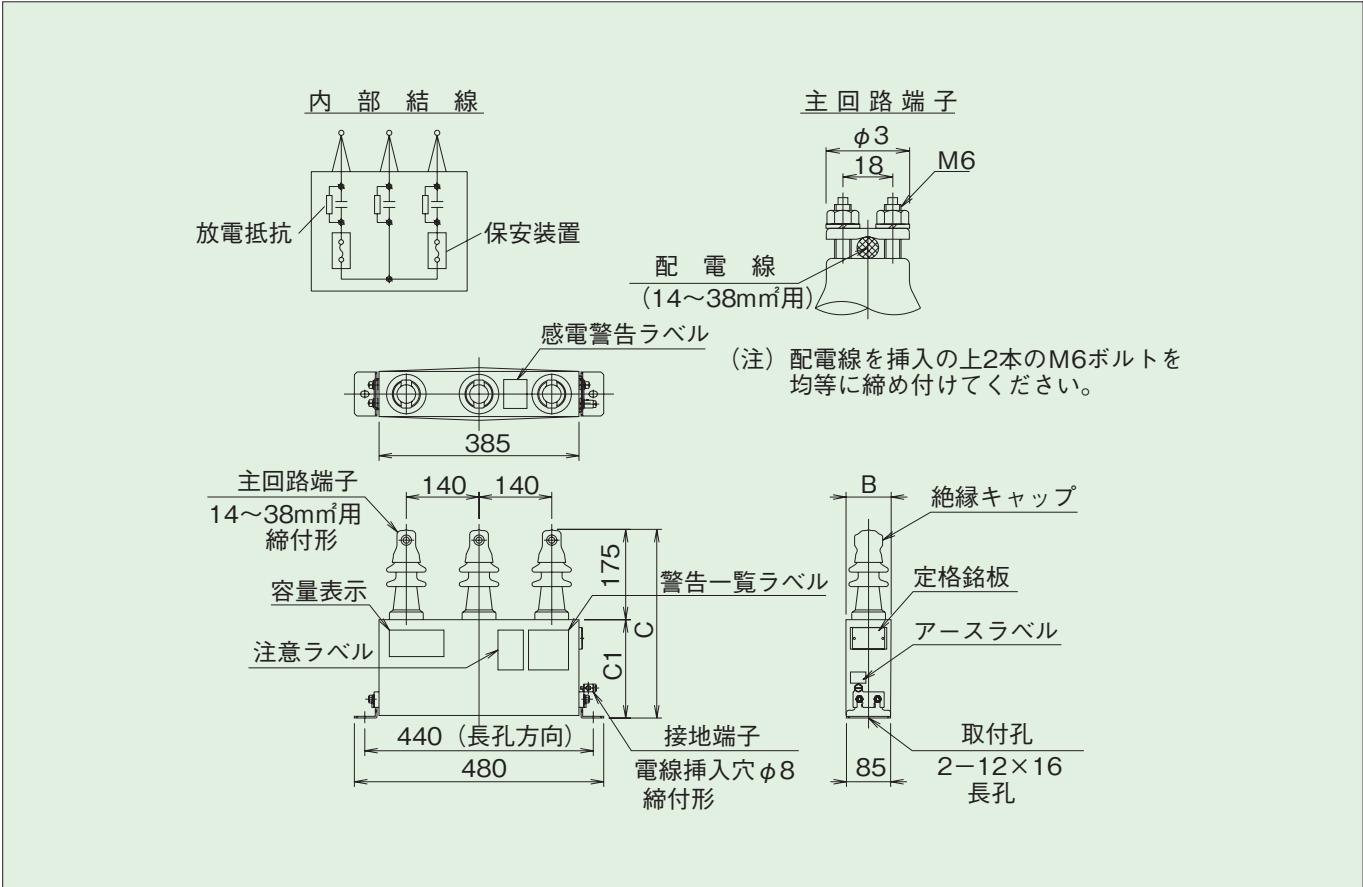 内部結線
放電抵抗
保安装置
主回路端子
φ3
18
M6
配電線
(14～38m㎡用)
（注）配電線を挿入の上2本のM6ボルトを
均等に締め付けてください。
感電警告ラベル
385
主回路端子
14～38m㎡用
締付形
140
140
175
C
C1
容量表示
注意ラベル
警告一覧ラベル
440（長孔方向）
480
接地端子
電線挿入穴φ8
締付形
B
絶縁キャップ
定格銘板
アースラベル
85
取付孔
2−12×16
長孔